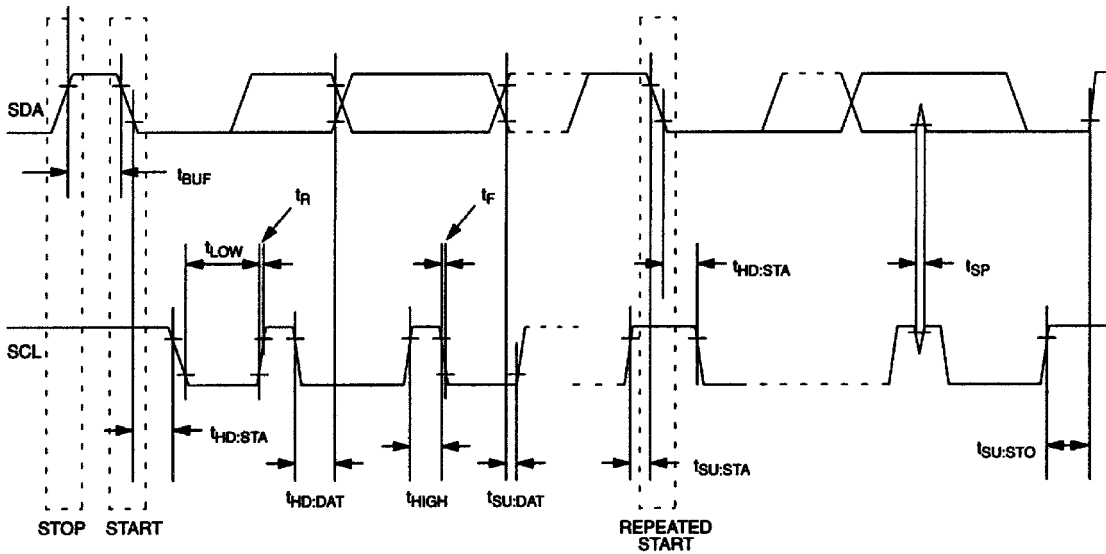 SDA
tBUF
tR
tF
tLOW
tHD:STA
tSP
SCL
tHD:STA
tSU:STA
tSU:STO
tHD:DAT
tHIGH
tSU:DAT
STOP
START
REPEATED
START